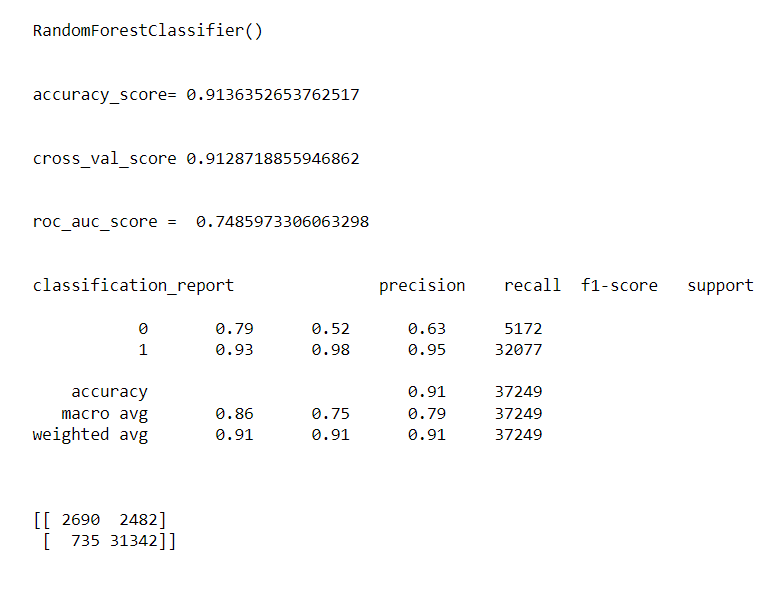 RandomForestClassifier()
accuracy_score= 0.9136352653762517
cross_val_score 0.9128718855946862
roc_auc_score =  0.7485973306063298
classification_report               precision    recall  f1-score   support
           0       0.79     0.52      0.63      5172
           1       0.93     0.98      0.95     32077
    accuracy                           0.91     37249
   macro avg       0.86      0.75      0.79     37249
weighted avg       0.91      0.91      0.91     37249
[[ 2690  2482]
 [  735 31342]]